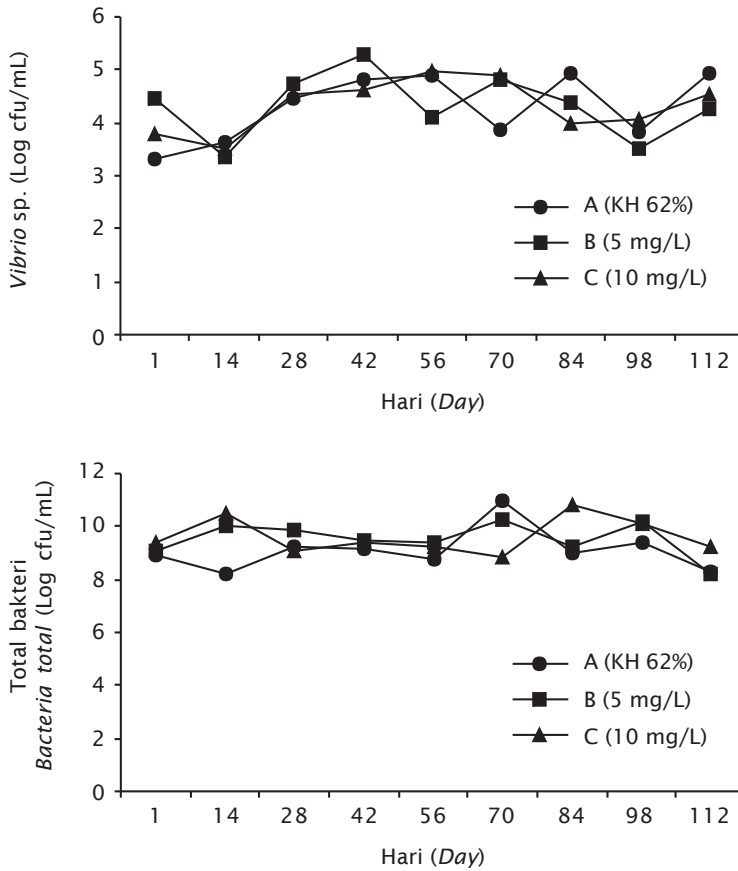 Vibrio sp. (Log cfu/mL)
6
5
4
3
2
1
0
A (KH 62%)
B (5 mg/L)
C (10 mg/L)
1 14 28 42 56 70 84 98 112
Hari (Day)
Total bakteri
Bacteria total (Log cfu/mL)
12
10
8
6
4
2
0
A (KH 62%)
B (5 mg/L)
C (10 mg/L)
1 14 28 42 56 70 84 98 112
Hari (Day)